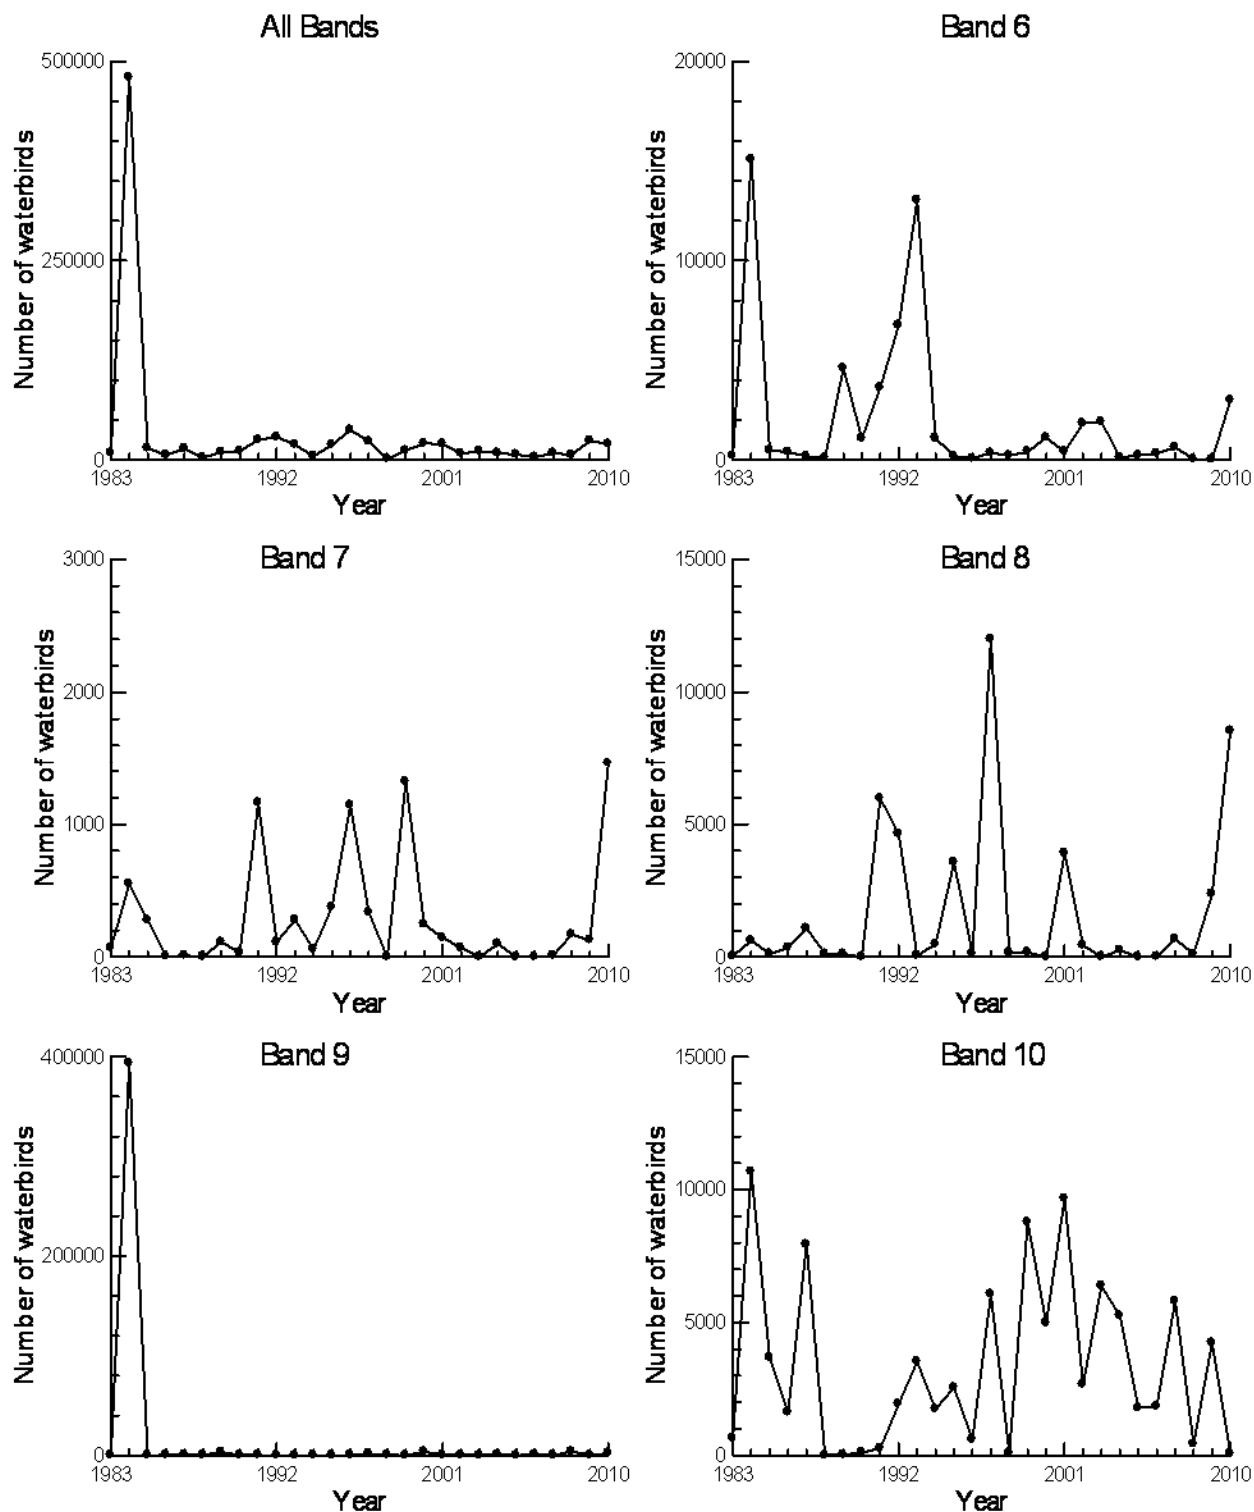 All Bands
Number of waterbirds
500000
250000
0
1983 1992 2001 2010
Year
Band 6
Number of waterbirds
20000
10000
0
1983 1992 2001 2010
Year
Band 7
Number of waterbirds
3000
2000
1000
0
1983 1992 2001 2010
Year
Band 8
Number of waterbirds
15000
10000
5000
0
1983 1992 2001 2010
Year
Band 9
Number of waterbirds
400000
200000
0
1983 1992 2001 2010
Year
Band 10
Number of waterbirds
15000
10000
5000
0
1983 1992 2001 2010
Year